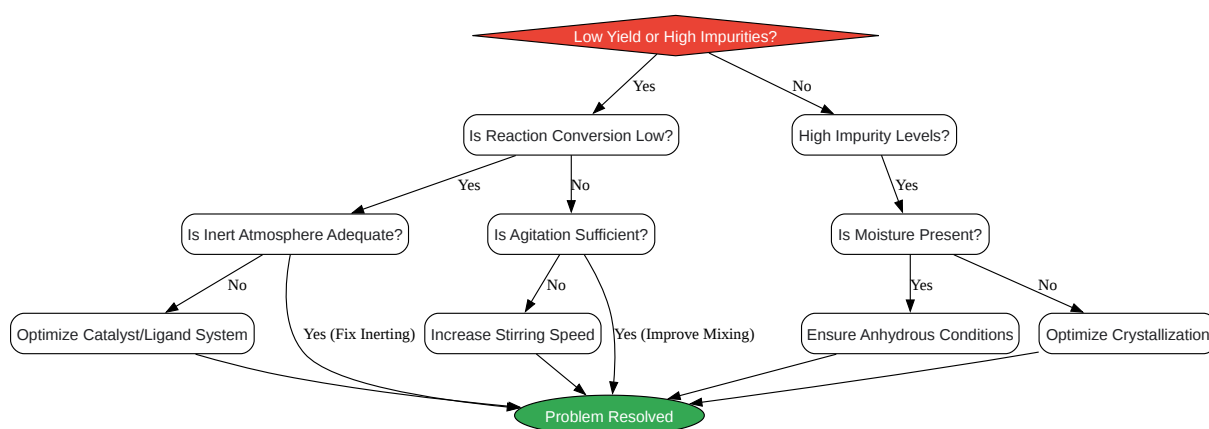 Low Yield or High Impurities?
Yes
No
Is Reaction Conversion Low?
High Impurity Levels?
Yes
No
Yes
Is Inert Atmosphere Adequate?
Is Agitation Sufficient?
Is Moisture Present?
No
Yes (Fix Inerting)
No
Yes (Improve Mixing)
Yes
No
Optimize Catalyst/Ligand System
Increase Stirring Speed
Ensure Anhydrous Conditions
Optimize Crystallization
Problem Resolved